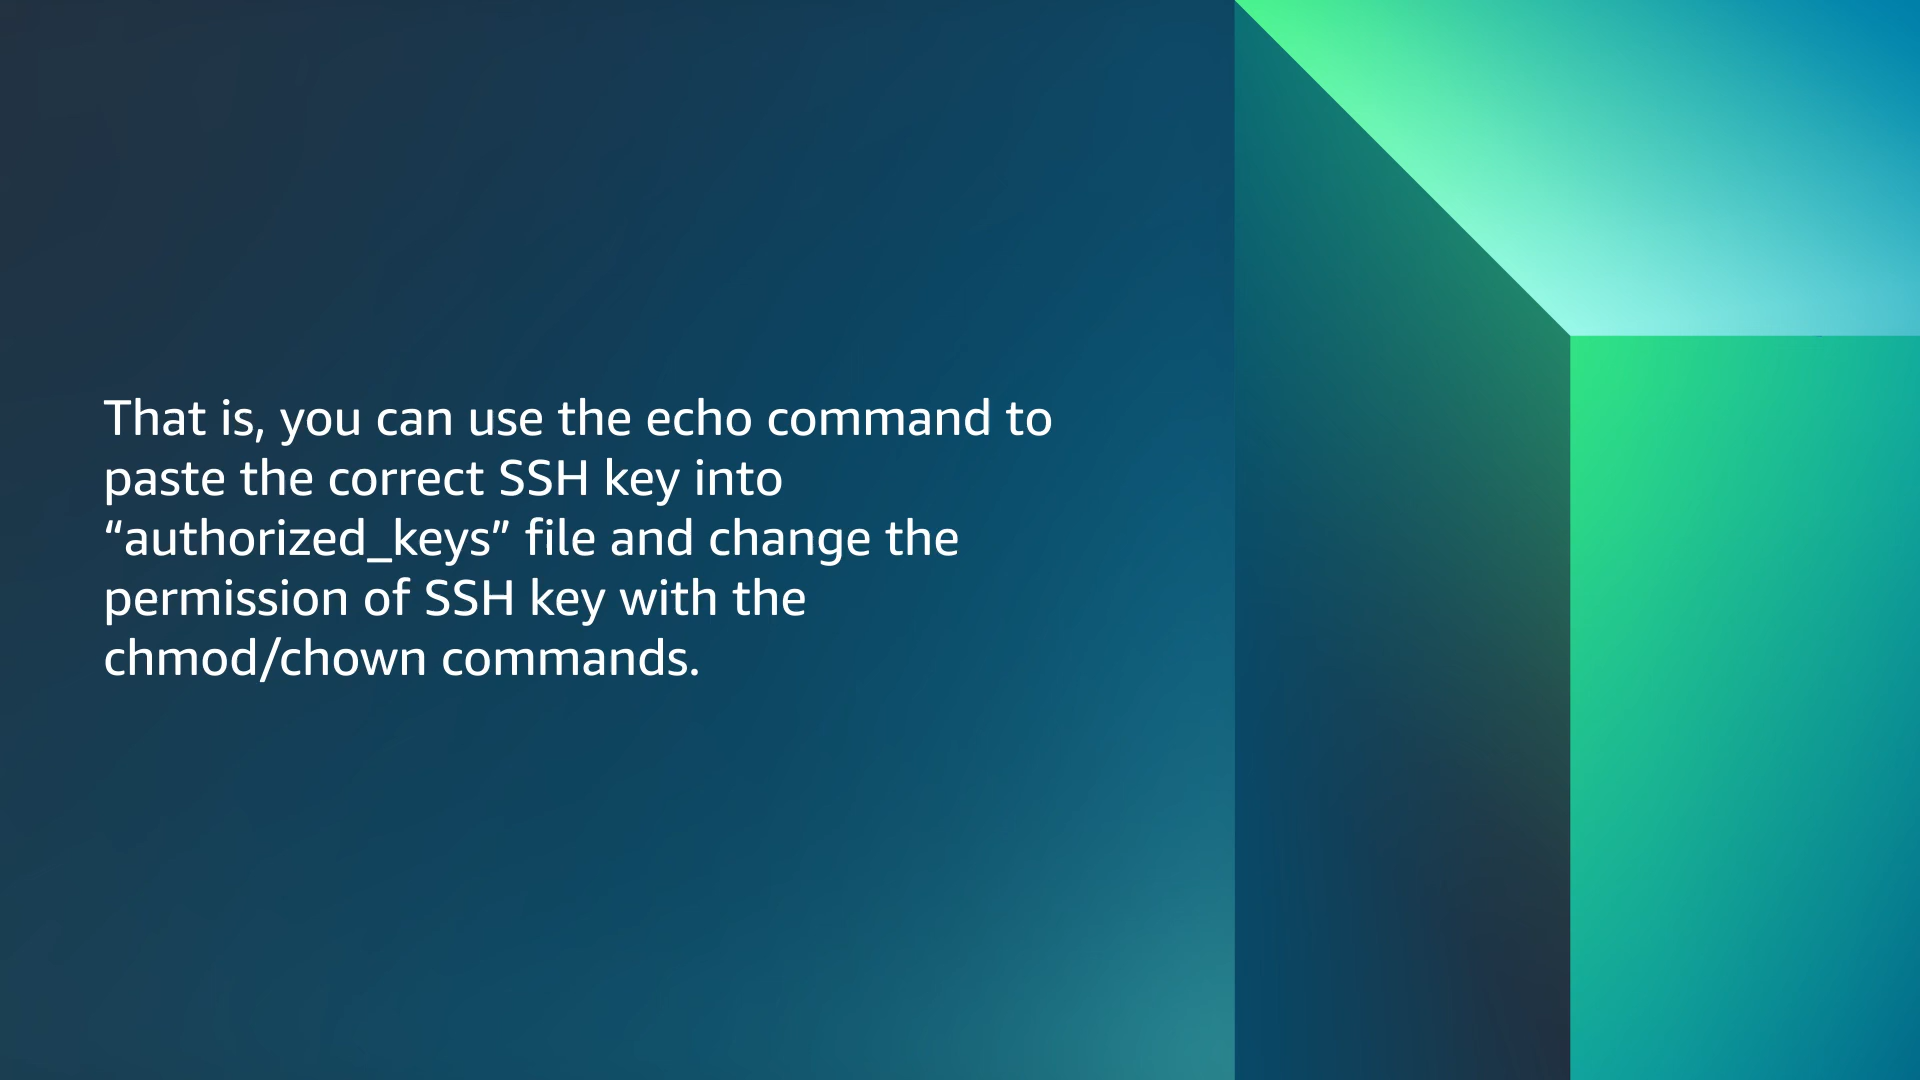 That is, you can use the echo command to
paste the correct SSH key into
“authorized_keys” file and change the
permission of SSH key with the
chmod/chown commands.